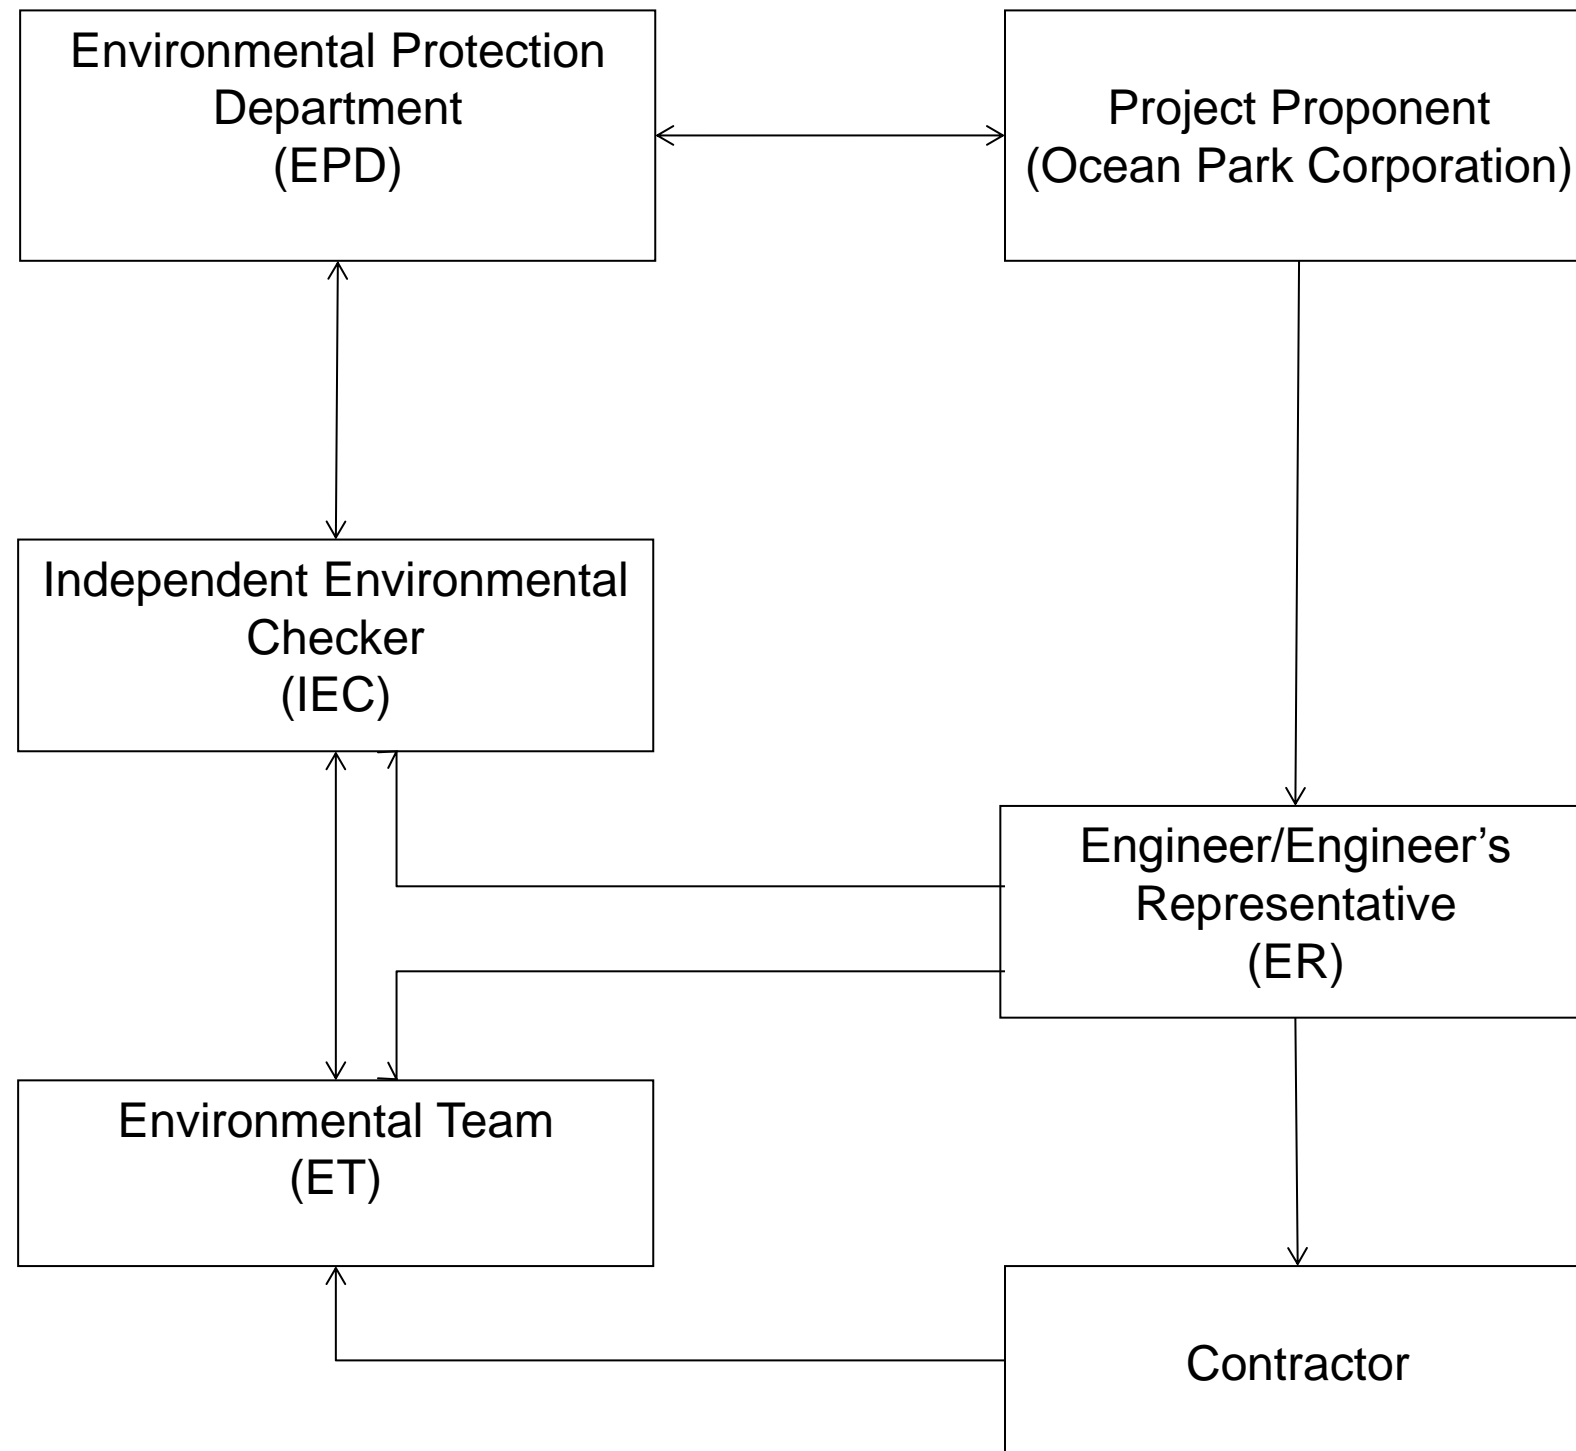 Environmental Protection
Department
(EPD)
Project Proponent
(Ocean Park Corporation)
Independent Environmental
Checker
(IEC)
Engineer/Engineer’s
Representative
(ER)
Environmental Team
(ET)
Contractor